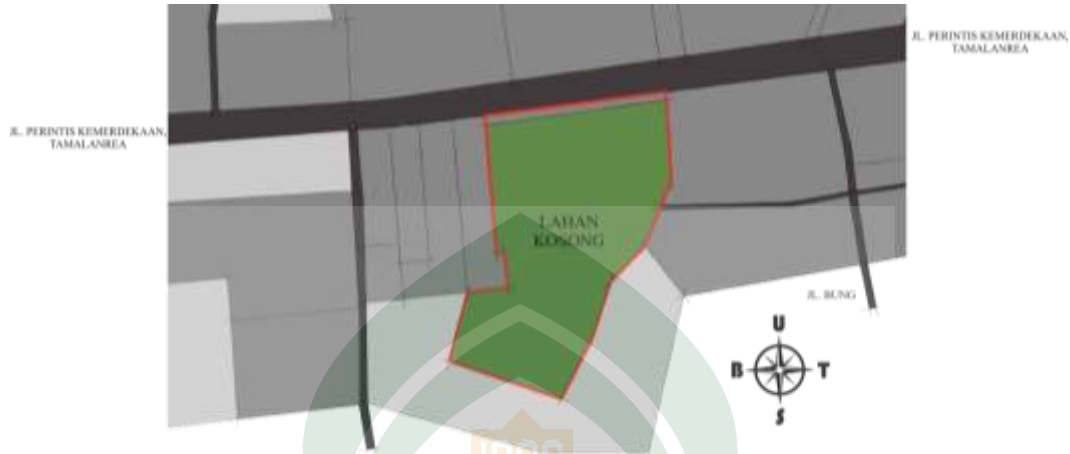 JL. PERINTIS KEMERDEKAAN,
TAMALANREA
JL. PERINTIS KEMERDEKAAN,
TAMALANREA
LAHAN
KOSONG
JL. BUNG
U
B
T
S